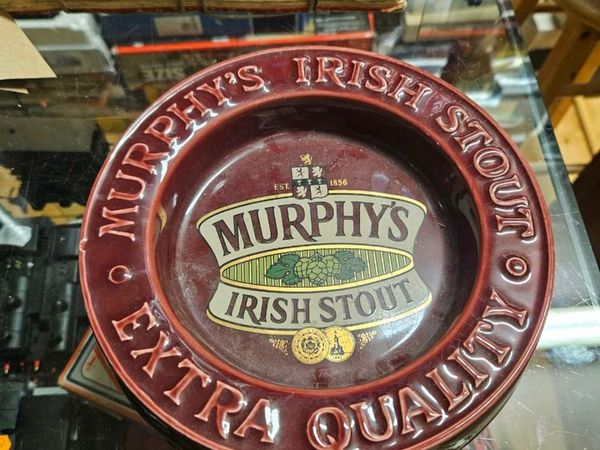 MURPHY'S IRISH STOUT
EST. 1856
MURPHY'S
IRISH STOUT
EXTRA QUALITY